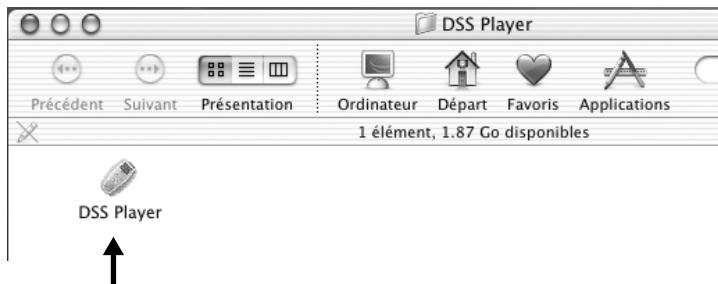 DSS Player
Précédent Suivant Présentation Ordinateur Départ Favoris Applications
1 élément, 1.87 Go disponibles
DSS Player